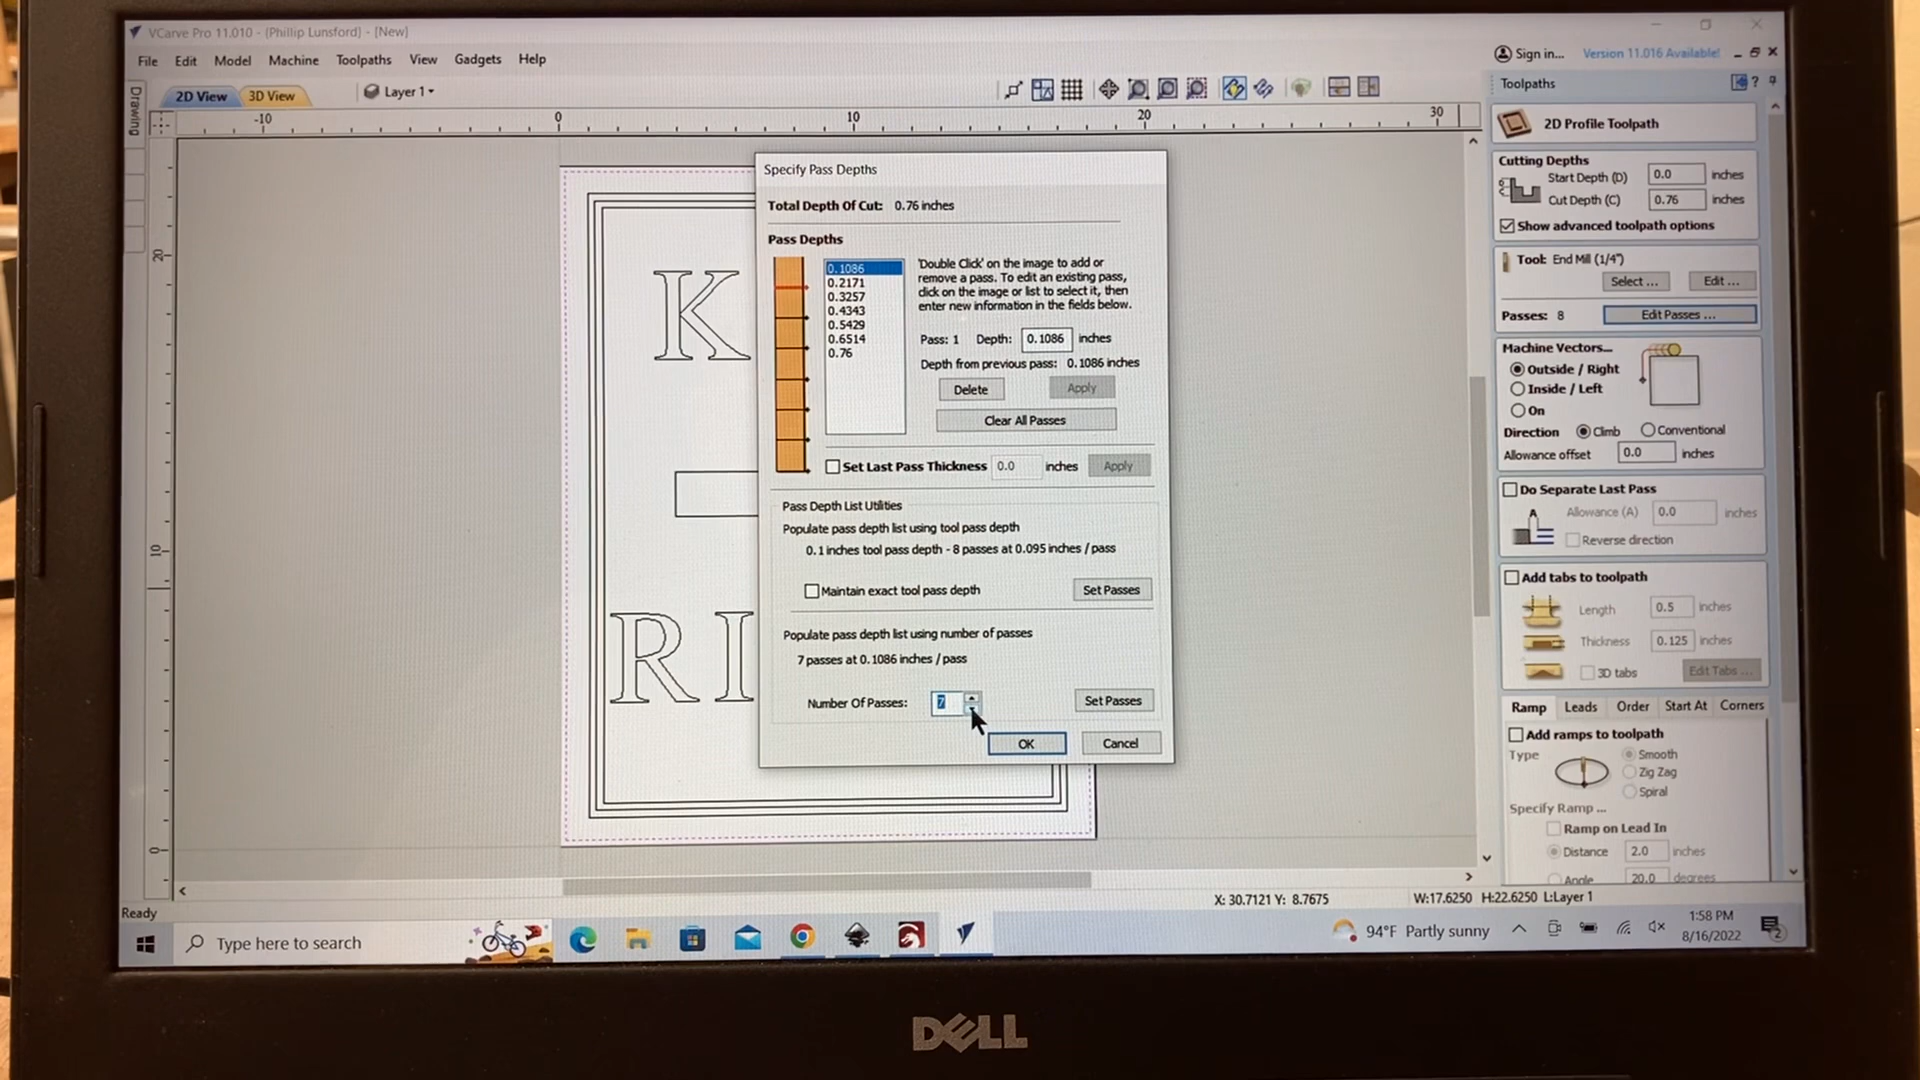 VCarve Pro 11.010 - (Phillip Lunsford) - [New]
File Edit Model Machine Toolpaths View Gadgets Help
Sign in... Version 11.016 Available!
Drawing
2D View 3D View Layer 1
Toolpaths
-10 0 10 20 30
20
10
0
K
RI
Specify Pass Depths
Total Depth Of Cut: 0.76 inches
Pass Depths
0.1086
0.2171
0.3257
0.4343
0.5429
0.6514
0.76
'Double Click' on the image to add or
remove a pass. To edit an existing pass,
click on the image or list to select it, then
enter new information in the fields below.
Pass: 1 Depth: 0.1086 inches
Depth from previous pass: 0.1086 inches
Delete Apply
Clear All Passes
Set Last Pass Thickness 0.0 inches Apply
Pass Depth List Utilities
Populate pass depth list using tool pass depth
0.1 inches tool pass depth - 8 passes at 0.095 inches / pass
Maintain exact tool pass depth Set Passes
Populate pass depth list using number of passes
7 passes at 0.1086 inches / pass
Number Of Passes: 7 Set Passes
OK Cancel
2D Profile Toolpath
Cutting Depths
Start Depth (D) 0.0 inches
Cut Depth (C) 0.76 inches
Show advanced toolpath options
Tool: End Mill (1/4")
Select ... Edit ...
Passes: 8 Edit Passes ...
Machine Vectors...
Outside / Right
Inside / Left
On
Direction Climb Conventional
Allowance offset 0.0 inches
Do Separate Last Pass
Allowance (A) 0.0 inches
Reverse direction
Add tabs to toolpath
Length 0.5 inches
Thickness 0.125 inches
3D tabs Edit Tabs ...
Ramp Leads Order Start At Corners
Add ramps to toolpath
Type Smooth
Zig Zag
Spiral
Specify Ramp ...
Ramp on Lead In
Distance 2.0 inches
Angle 20.0 degrees
Ready
X: 30.7121 Y: 8.7675 W:17.6250 H:22.6250 L:Layer 1
Type here to search
94°F Partly sunny
1:58 PM
8/16/2022
2
DELL